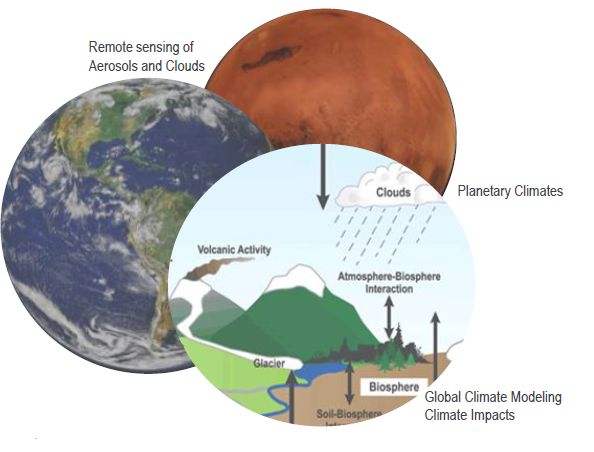 Remote sensing of
Aerosols and Clouds
Clouds
Planetary Climates
Volcanic Activity
Atmosphere-Biosphere
Interaction
Glacier
Biosphere
Global Climate Modeling
Climate Impacts
Soil-Biosphere